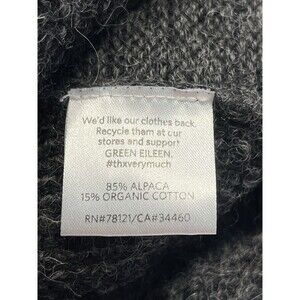 We'd like our clothes back.
Recycle them at our
stores and support
GREEN EILEEN.
#thxverymuch
85% ALPACA
15% ORGANIC COTTON
RN#78121/CA#34460